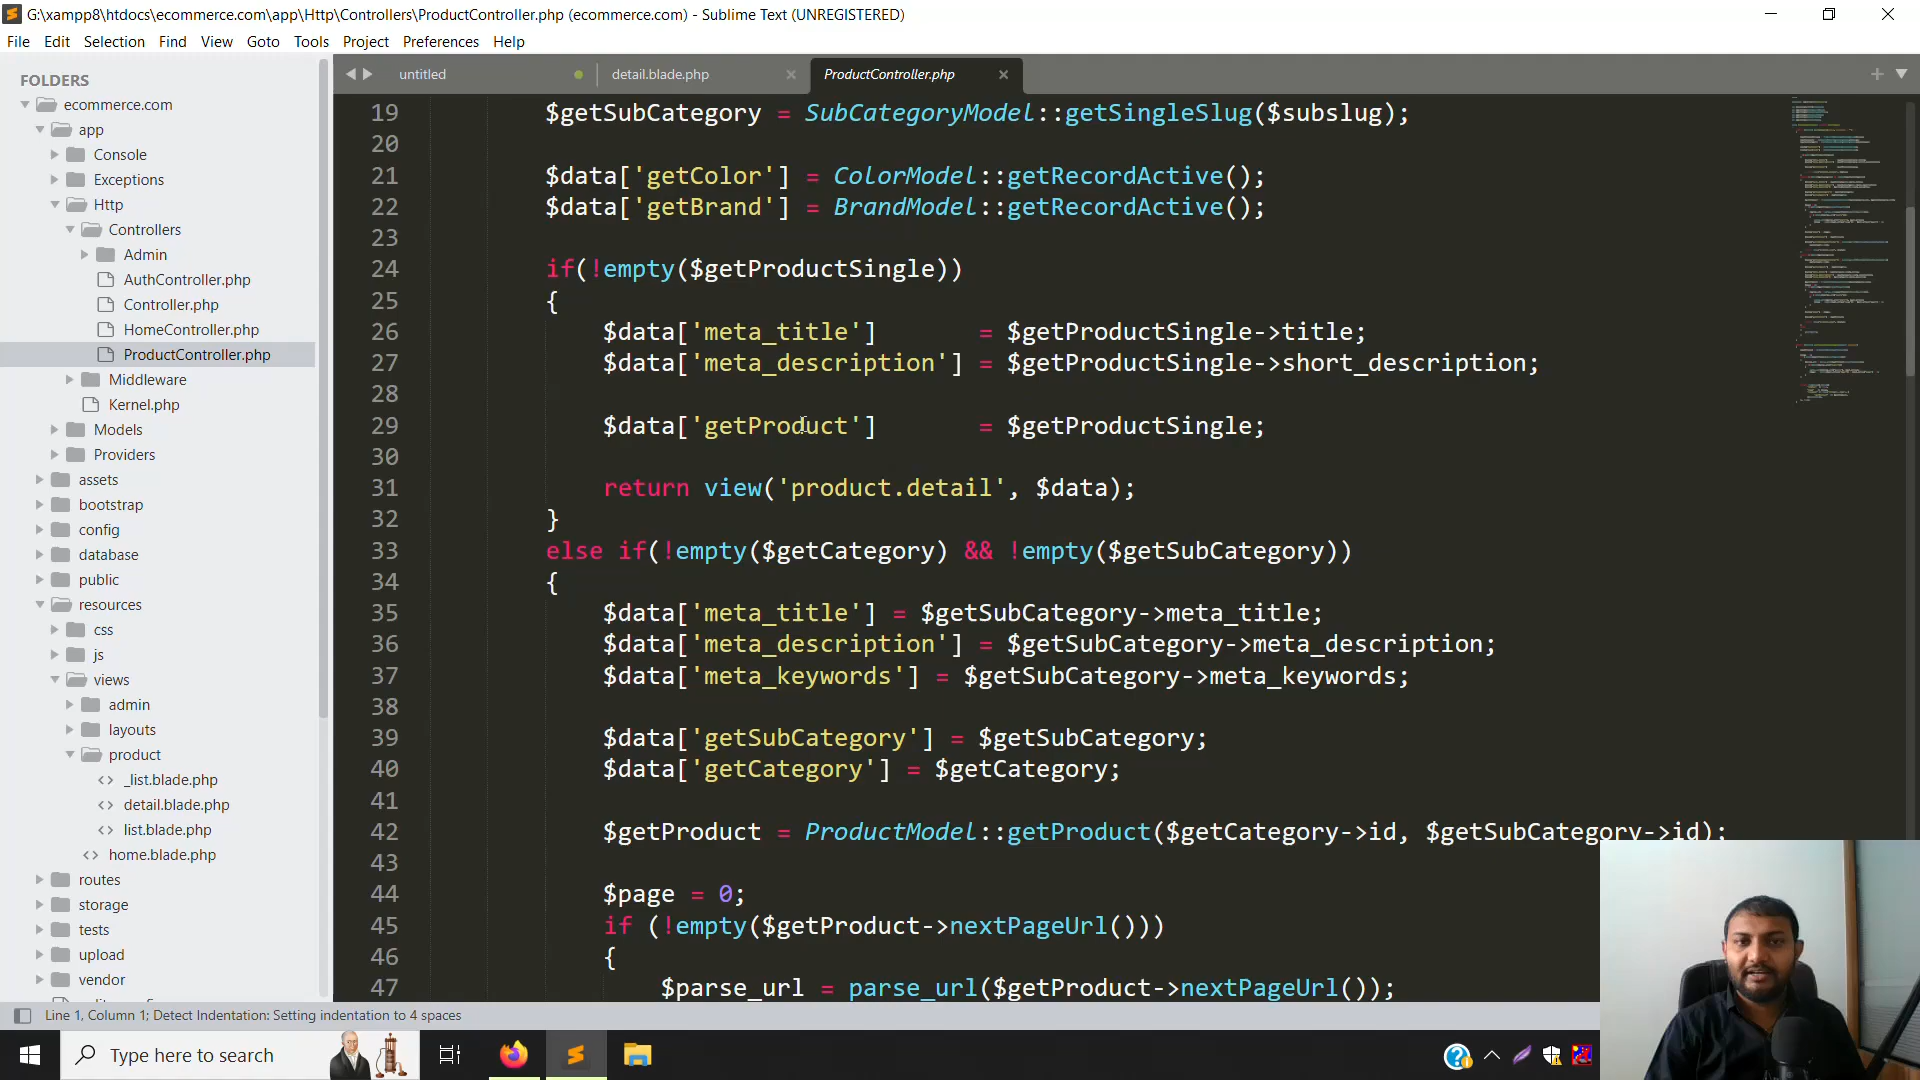 G:\xampp8\htdocs\ecommerce.com\app\Http\Controllers\ProductController.php (ecommerce.com) - Sublime Text (UNREGISTERED)
File Edit Selection Find View Goto Tools Project Preferences Help
FOLDERS
ecommerce.com
app
Console
Exceptions
Http
Controllers
Admin
AuthController.php
Controller.php
HomeController.php
ProductController.php
Middleware
Kernel.php
Models
Providers
assets
bootstrap
config
database
public
resources
css
js
views
admin
layouts
product
_list.blade.php
detail.blade.php
list.blade.php
home.blade.php
routes
storage
tests
upload
vendor
untitled detail.blade.php ProductController.php
19 $getSubCategory = SubCategoryModel::getSingleSlug($subslug);
20
21 $data['getColor'] = ColorModel::getRecordActive();
22 $data['getBrand'] = BrandModel::getRecordActive();
23
24 if(!empty($getProductSingle))
25 {
26 $data['meta_title'] = $getProductSingle->title;
27 $data['meta_description'] = $getProductSingle->short_description;
28
29 $data['getProduct'] = $getProductSingle;
30
31 return view('product.detail', $data);
32 }
33 else if(!empty($getCategory) && !empty($getSubCategory))
34 {
35 $data['meta_title'] = $getSubCategory->meta_title;
36 $data['meta_description'] = $getSubCategory->meta_description;
37 $data['meta_keywords'] = $getSubCategory->meta_keywords;
38
39 $data['getSubCategory'] = $getSubCategory;
40 $data['getCategory'] = $getCategory;
41
42 $getProduct = ProductModel::getProduct($getCategory->id, $getSubCategory->id);
43
44 $page = 0;
45 if (!empty($getProduct->nextPageUrl()))
46 {
47 $parse_url = parse_url($getProduct->nextPageUrl());
Line 1, Column 1; Detect Indentation: Setting indentation to 4 spaces
Type here to search